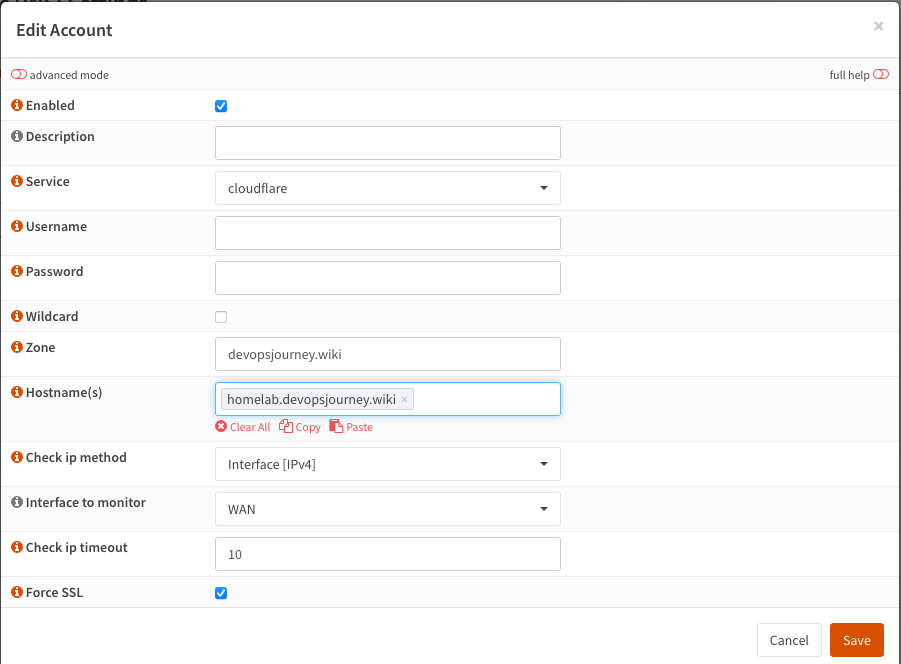 Edit Account
×
advanced mode
full help
Enabled
Description
Service
cloudflare
Username
Password
Wildcard
Zone
devopsjourney.wiki
Hostname(s)
homelab.devopsjourney.wiki ×
Clear All Copy Paste
Check ip method
Interface [IPv4]
Interface to monitor
WAN
Check ip timeout
10
Force SSL
Cancel
Save